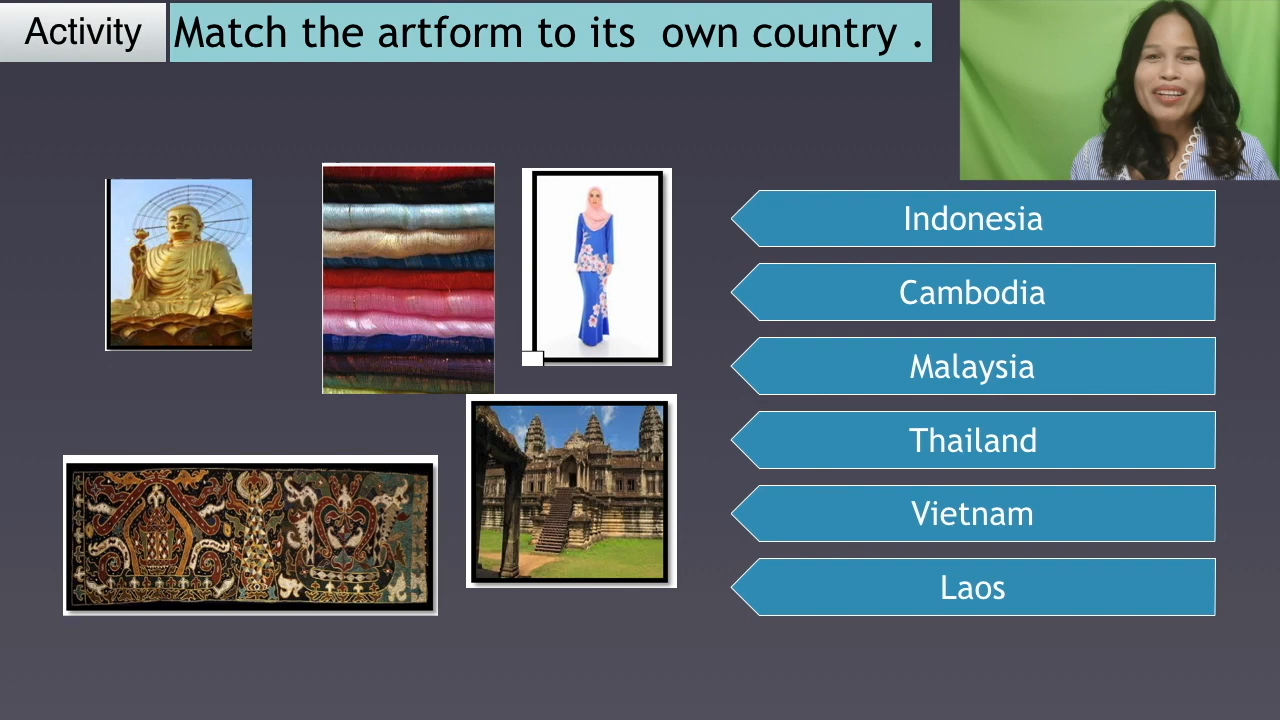 Activity
Match the artform to its own country .
Indonesia
Cambodia
Malaysia
Thailand
Vietnam
Laos